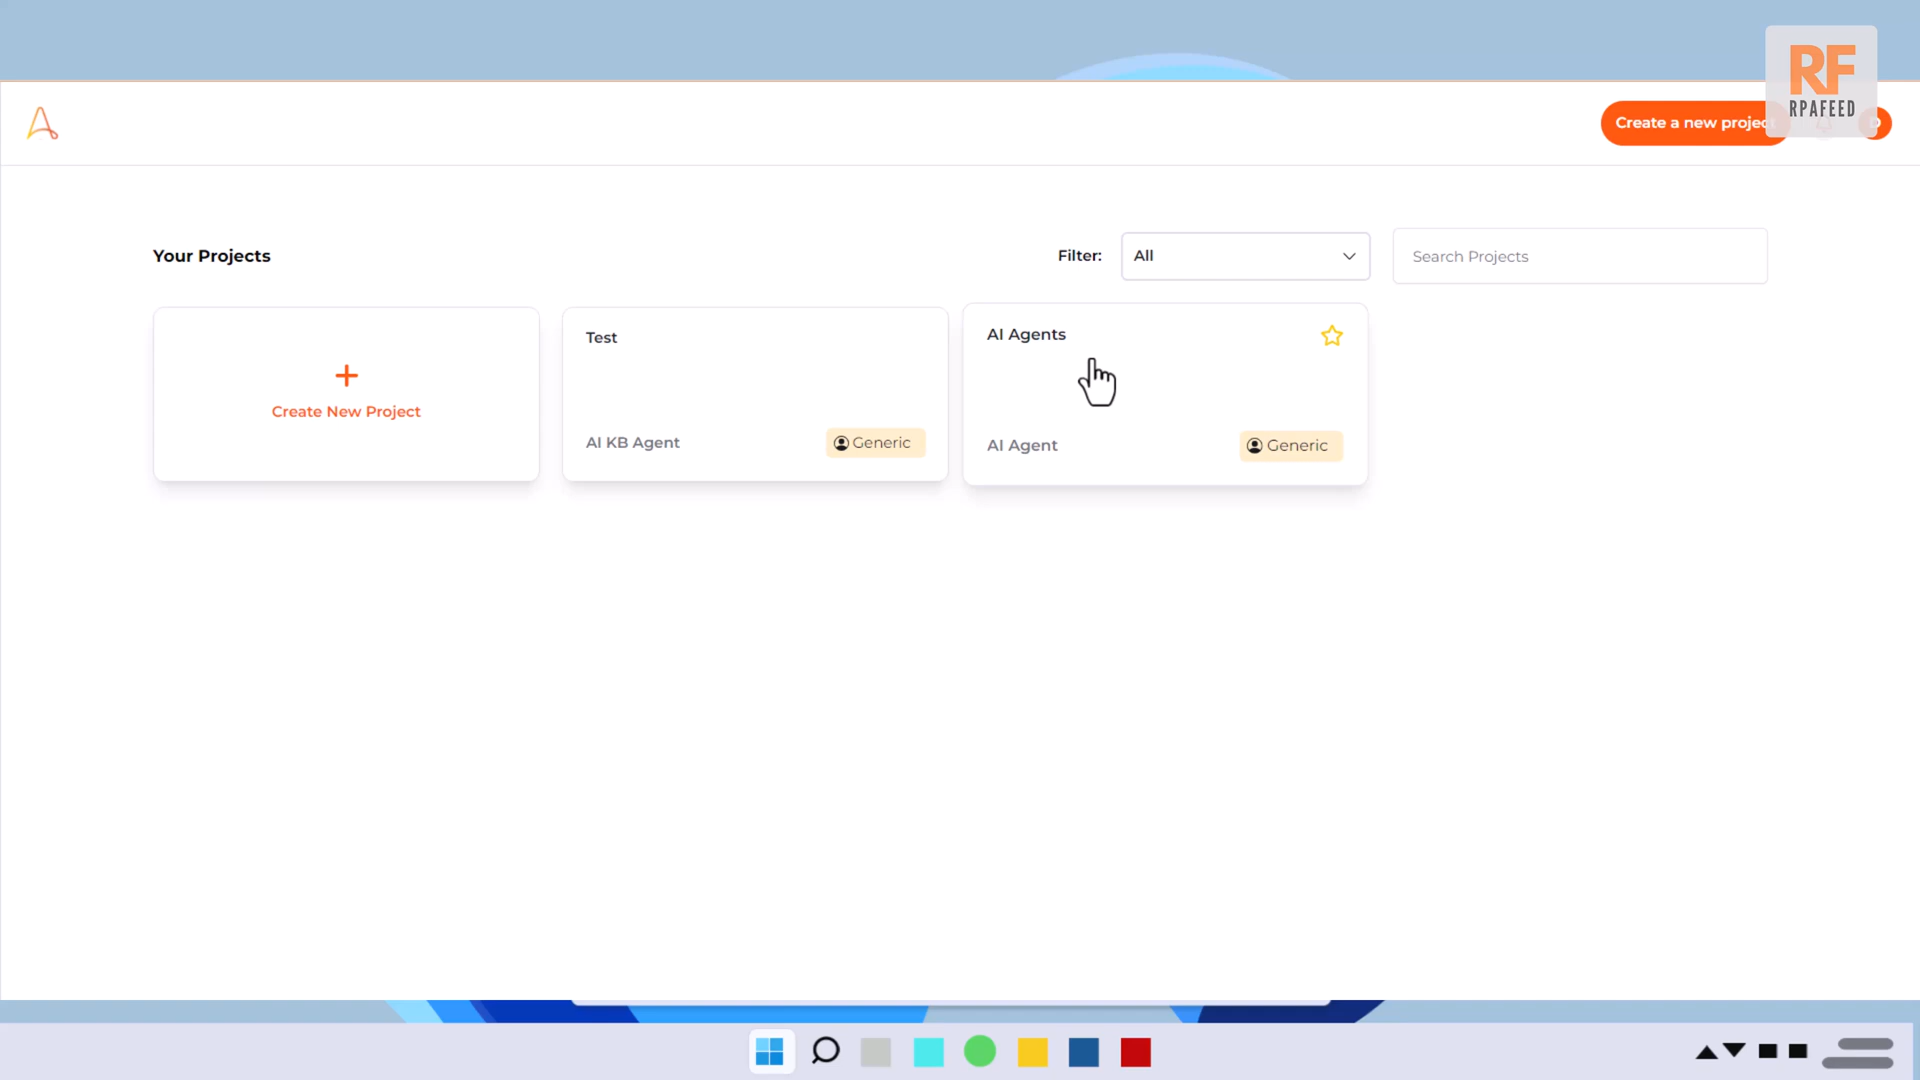 RF
RPAFEED
Create a new project
D
Your Projects
Filter:
All
Search Projects
Create New Project
Test
AI KB Agent
Generic
AI Agents
AI Agent
Generic